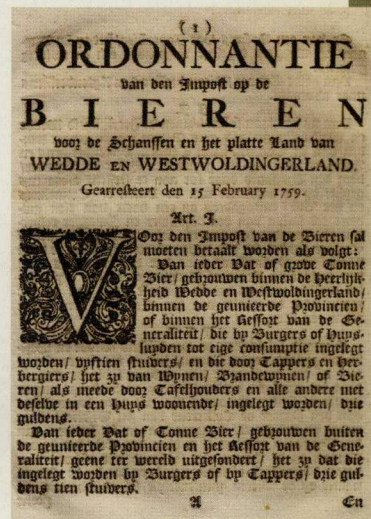 ( 1 )
ORDONNANTIE
van den Impost op de
BIEREN
voor de Schanssen en het platte Land van
WEDDE EN WESTWOLDINGERLAND.
Gearresteert den 15 February 1759.
Art. I.
VOor den Impost van de Bieren sal
moeten betaalt worden als volgt:
Van ieder Vat of grove Tonne
Bier/ gebrouwen binnen de Heerlijk-
heid Wedde en Westwoldingerland/
binnen de geunieerde Provincien/
of binnen het Ressort van de Ge-
neraliteit/ die by Burgers of Huys-
luyden tot eige consumptie ingelegt
worden/ vyftien stuivers/ en die door Tappers en Her-
bergiers/ het zy van Wynen/ Brandewynen/ of Bie-
ren/ als meede door Tafelhouders en alle andere met
deselve in een Huys woonende/ ingelegt worden/ drie
guldens.
Van ieder Vat of Tonne Bier/ gebrouwen buiten
de geunieerde Provincien en het Ressort van de Gene-
raliteit/ geene ter wereld uitgesondert/ het zy dat die
ingelegt worden by Burgers of by Tappers/ drie gul-
dens tien stuivers.
A En